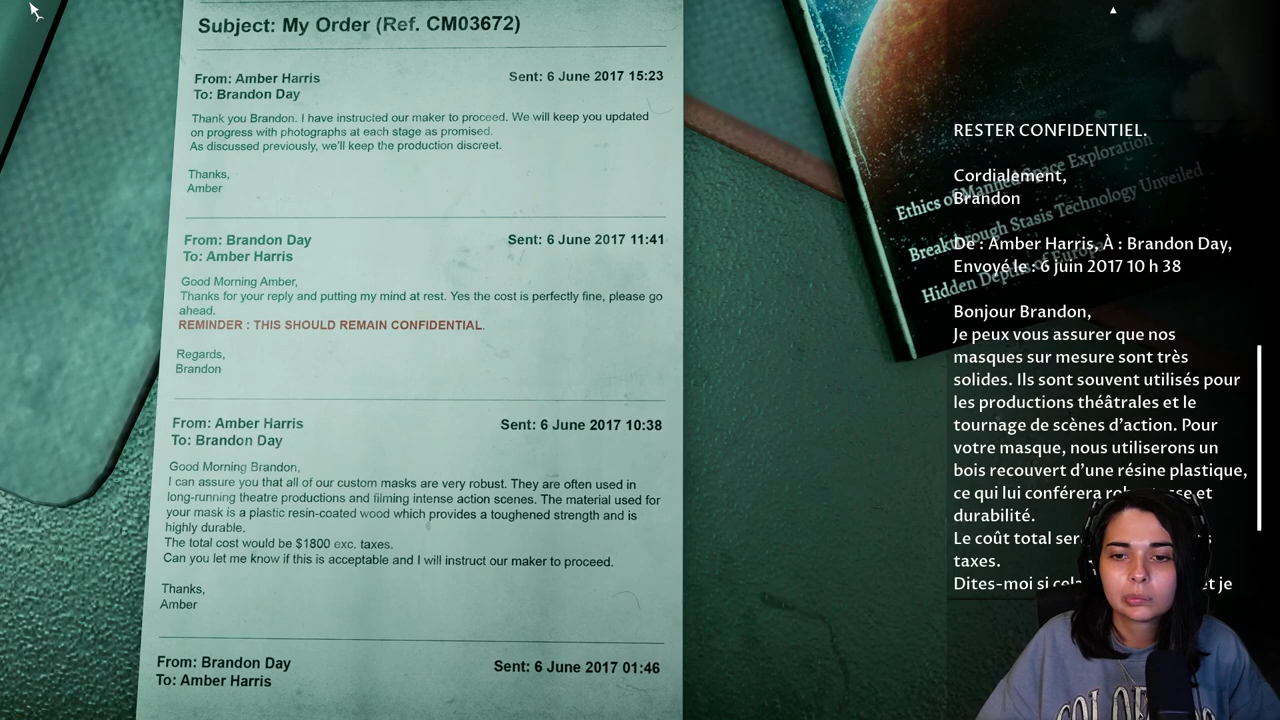 Subject: My Order (Ref. CM03672)
From: Amber Harris
Sent: 6 June 2017 15:23
To: Brandon Day
Thank you Brandon. I have instructed our maker to proceed. We will keep you updated
on progress with photographs at each stage as promised.
As discussed previously, we'll keep the production discreet.
Thanks,
Amber
From: Brandon Day
Sent: 6 June 2017 11:41
To: Amber Harris
Good Morning Amber,
Thanks for your reply and putting my mind at rest. Yes the cost is perfectly fine, please go
ahead.
REMINDER : THIS SHOULD REMAIN CONFIDENTIAL.
Regards,
Brandon
From: Amber Harris
Sent: 6 June 2017 10:38
To: Brandon Day
Good Morning Brandon,
I can assure you that all of our custom masks are very robust. They are often used in
long-running theatre productions and filming intense action scenes. The material used for
your mask is a plastic resin-coated wood which provides a toughened strength and is
highly durable.
The total cost would be $1800 exc. taxes.
Can you let me know if this is acceptable and I will instruct our maker to proceed.
Thanks,
Amber
From: Brandon Day
Sent: 6 June 2017 01:46
To: Amber Harris
Ethics of Manned Space Exploration
Breakthrough Stasis Technology Unveiled
Hidden Depths of Europa
RESTER CONFIDENTIEL.
Cordialement,
Brandon
De : Amber Harris, À : Brandon Day,
Envoyé le : 6 juin 2017 10 h 38
Bonjour Brandon,
Je peux vous assurer que nos
masques sur mesure sont très
solides. Ils sont souvent utilisés pour
les productions théâtrales et le
tournage de scènes d'action. Pour
votre masque, nous utiliserons un
bois recouvert d'une résine plastique,
ce qui lui conférera et
durabilité.
Le coût total
taxes.
Dites-moi si et je